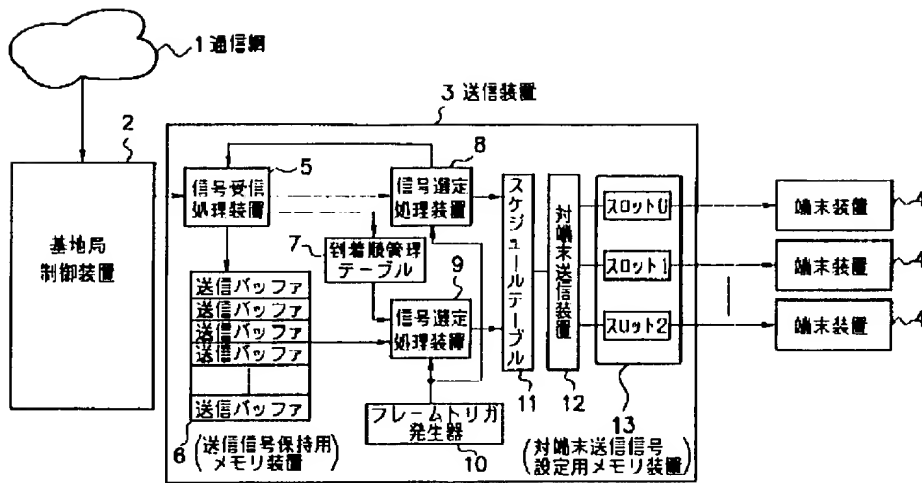 1 通信網
3 送信装置
2
基地局
制御装置
5
信号受信
処理装置
8
信号選定
処理装置
7
到着順管理
テーブル
9
信号選定
処理装置
送信バッファ
送信バッファ
送信バッファ
送信バッファ
送信バッファ
6
(送信信号保持用
メモリ装置)
フレームトリガ
発生器
10
スケジュールテーブル
11
対端末送信装置
12
スロット0
スロット1
スロット2
13
(対端末送信信号
設定用メモリ装置)
端末装置
4
端末装置
4
端末装置
4